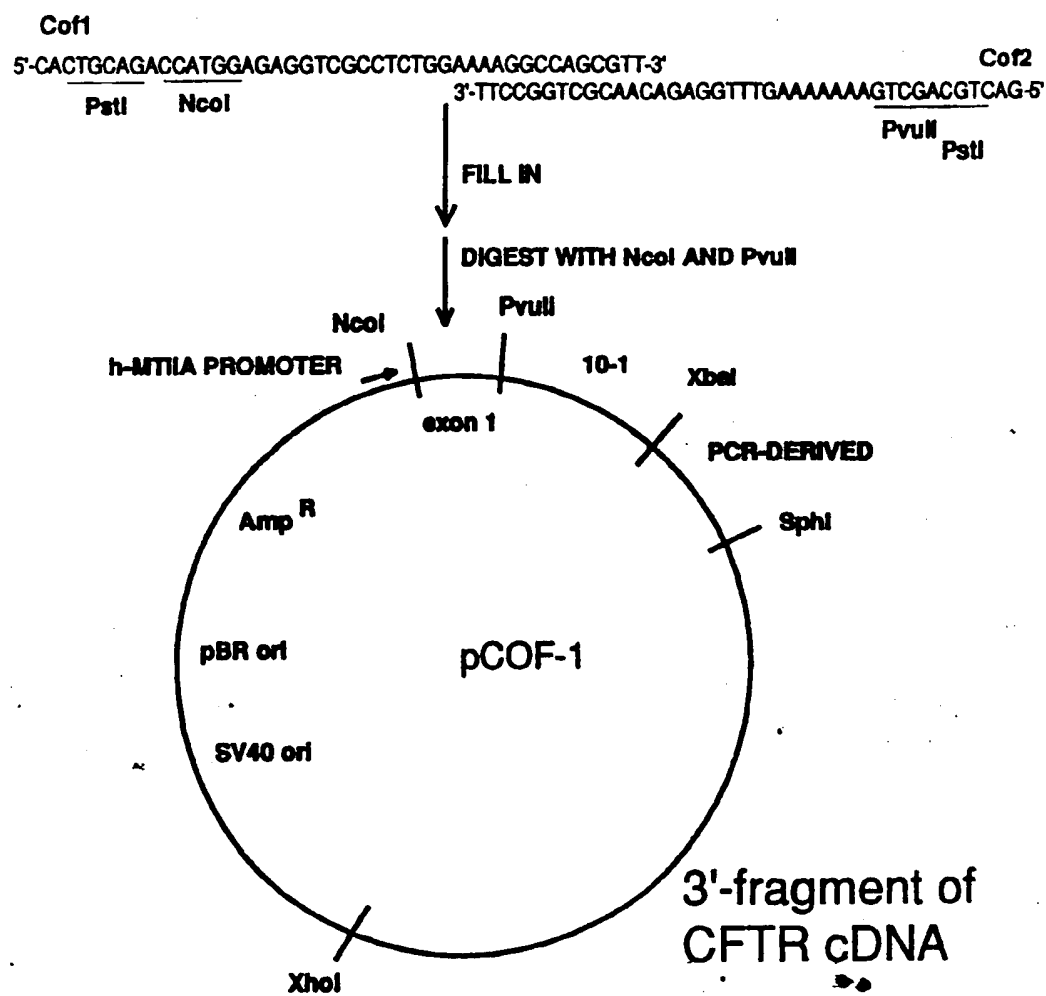 Cof1
5'-CACTGCAGACCATGGAGAGGTCGCCTCTGGAAAAGGCCAGCGTT-3'
Cof2
3'-TTCCGGTCGCAACAGAGGTTTGAAAAAAAGTCGACGTCAG-5'
PstI NcoI
PvuII
PstI
FILL IN
DIGEST WITH NcoI AND PvuII
NcoI PvuII
h-MTIIA PROMOTER 10-1 XbaI
exon 1 PCR-DERIVED
Amp R SphI
pBR ori pCOF-1
SV40 ori
3'-fragment of
CFTR cDNA
XhoI